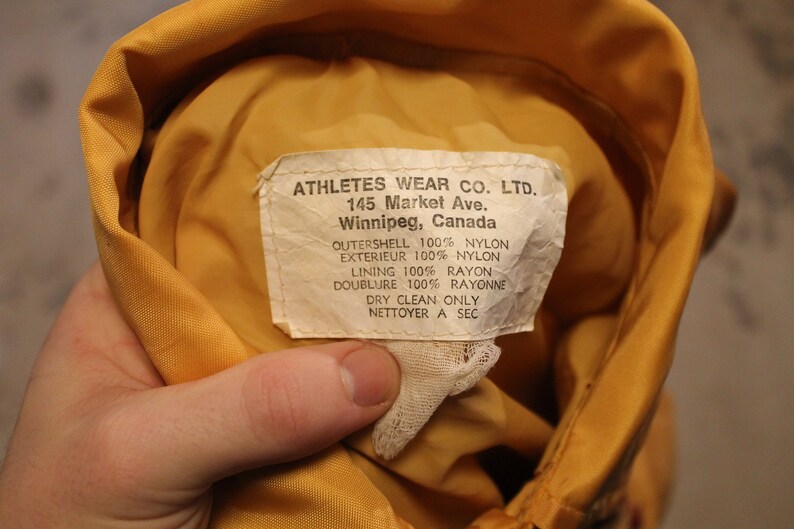 ATHLETES WEAR CO. LTD.
145 Market Ave.
Winnipeg, Canada
OUTERSHELL 100% NYLON
EXTERIEUR 100% NYLON
LINING 100% RAYON
DOUBLURE 100% RAYONNE
DRY CLEAN ONLY
NETTOYER A SEC